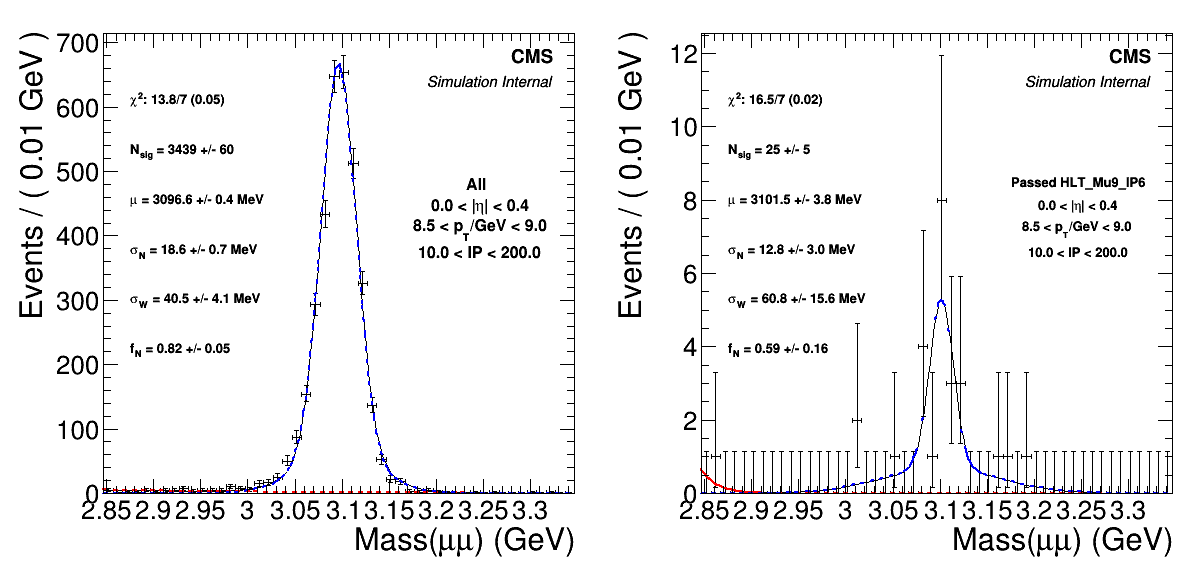 Events / ( 0.01 GeV )
700
600
500
400
300
200
100
0
CMS
Simulation Internal
χ²: 13.8/7 (0.05)
N_sig = 3439 +/- 60
μ = 3096.6 +/- 0.4 MeV
σ_N = 18.6 +/- 0.7 MeV
σ_W = 40.5 +/- 4.1 MeV
f_N = 0.82 +/- 0.05
All
0.0 < |η| < 0.4
8.5 < p_T/GeV < 9.0
10.0 < IP < 200.0
2.85 2.9 2.95 3 3.05 3.1 3.15 3.2 3.25 3.3
Mass(μμ) (GeV)
Events / ( 0.01 GeV )
12
10
8
6
4
2
0
CMS
Simulation Internal
χ²: 16.5/7 (0.02)
N_sig = 25 +/- 5
μ = 3101.5 +/- 3.8 MeV
σ_N = 12.8 +/- 3.0 MeV
σ_W = 60.8 +/- 15.6 MeV
f_N = 0.59 +/- 0.16
Passed HLT_Mu9_IP6
0.0 < |η| < 0.4
8.5 < p_T/GeV < 9.0
10.0 < IP < 200.0
2.85 2.9 2.95 3 3.05 3.1 3.15 3.2 3.25 3.3
Mass(μμ) (GeV)